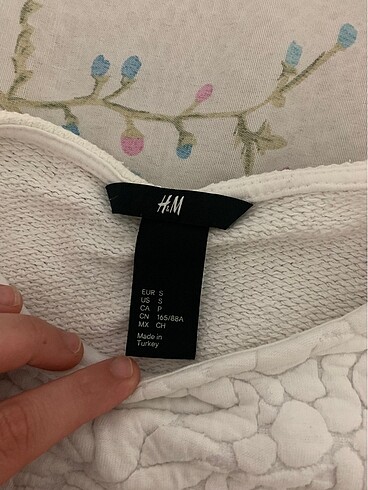 H&M
EUR S
US S
CA P
CN 165/88A
MX CH
Made in
Turkey